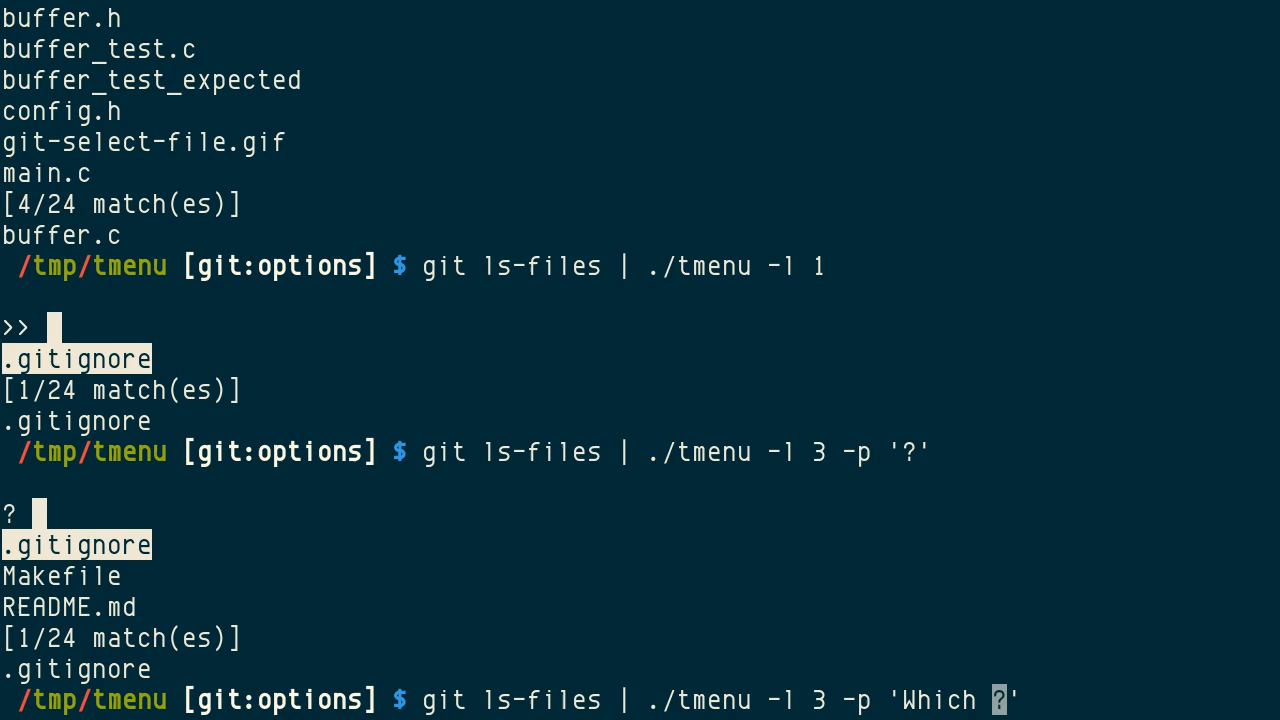 buffer.h
buffer_test.c
buffer_test_expected
config.h
git-select-file.gif
main.c
[4/24 match(es)]
buffer.c
/tmp/tmenu [git:options] $ git ls-files | ./tmenu -l 1
>>
.gitignore
[1/24 match(es)]
.gitignore
/tmp/tmenu [git:options] $ git ls-files | ./tmenu -l 3 -p '?'
?
.gitignore
Makefile
README.md
[1/24 match(es)]
.gitignore
/tmp/tmenu [git:options] $ git ls-files | ./tmenu -l 3 -p 'Which ?'